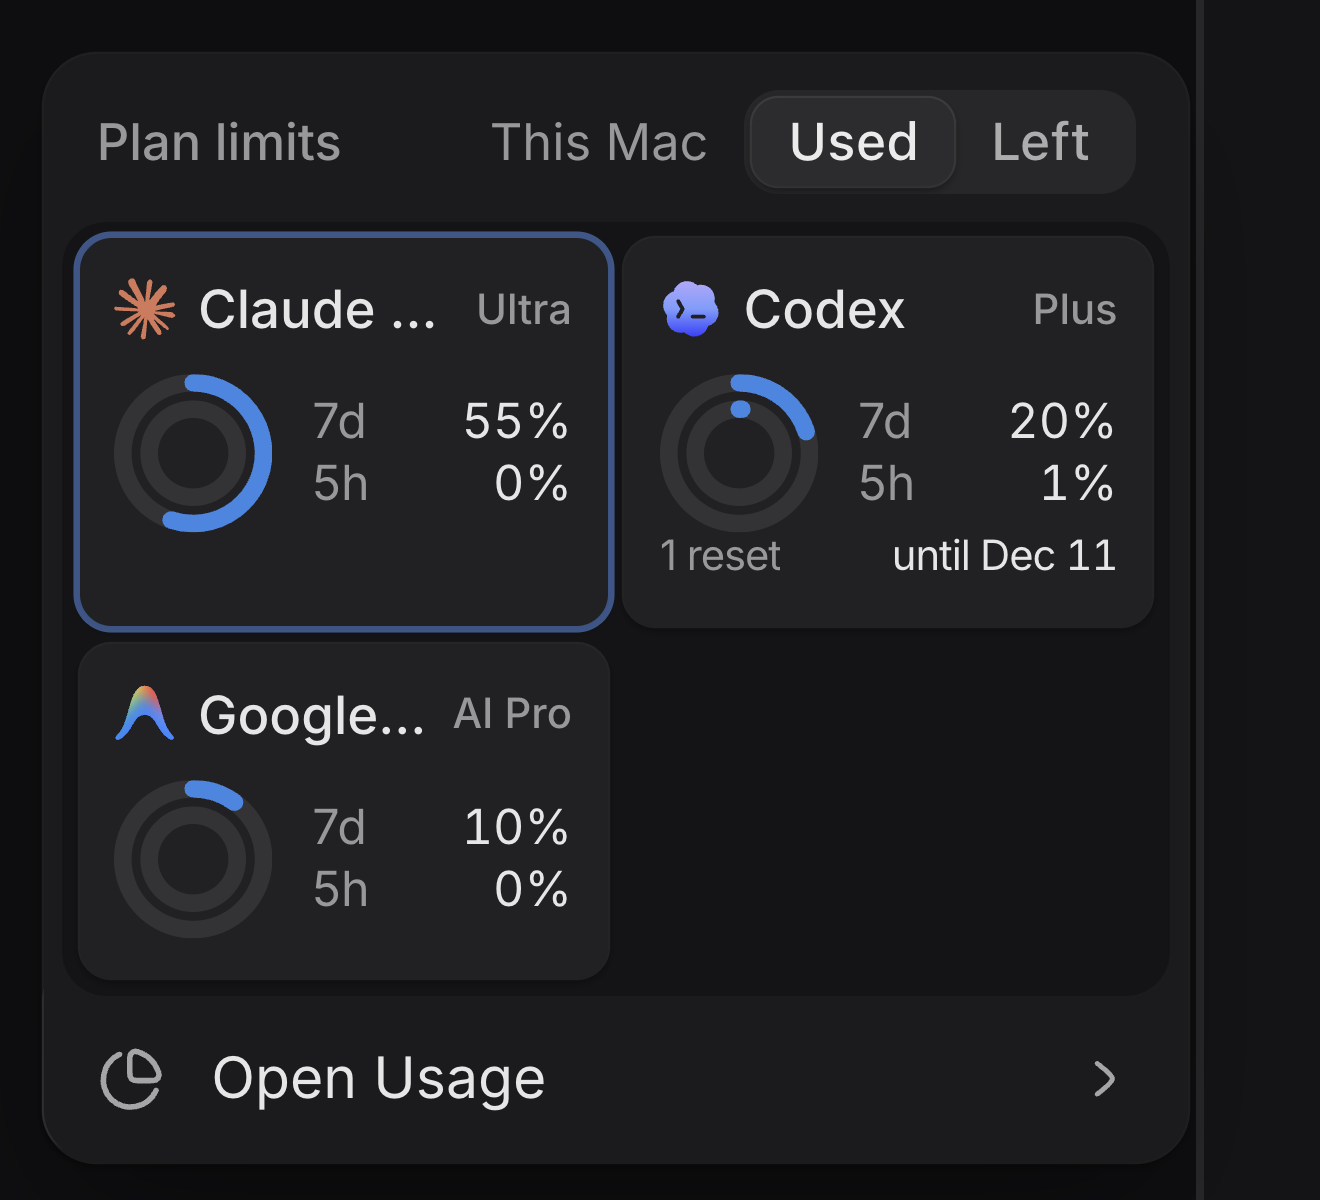 Plan limits This Mac Used Left
Claude ... Ultra
7d 55%
5h 0%
Codex Plus
7d 20%
5h 1%
1 reset until Dec 11
Google... AI Pro
7d 10%
5h 0%
Open Usage